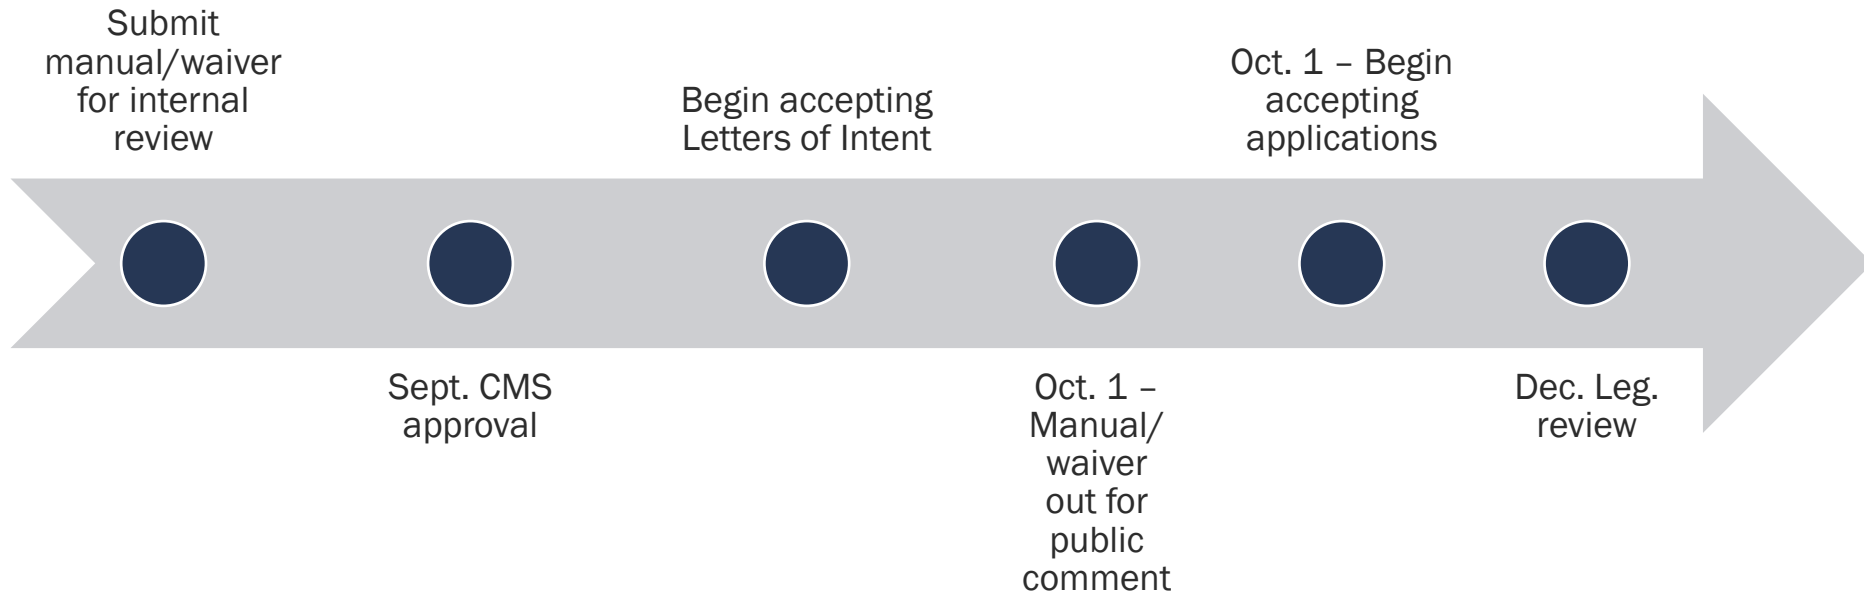 Submit
manual/waiver
for internal
review
Sept. CMS
approval
Begin accepting
Letters of Intent
Oct. 1 –
Manual/
waiver
out for
public
comment
Oct. 1 – Begin
accepting
applications
Dec. Leg.
review